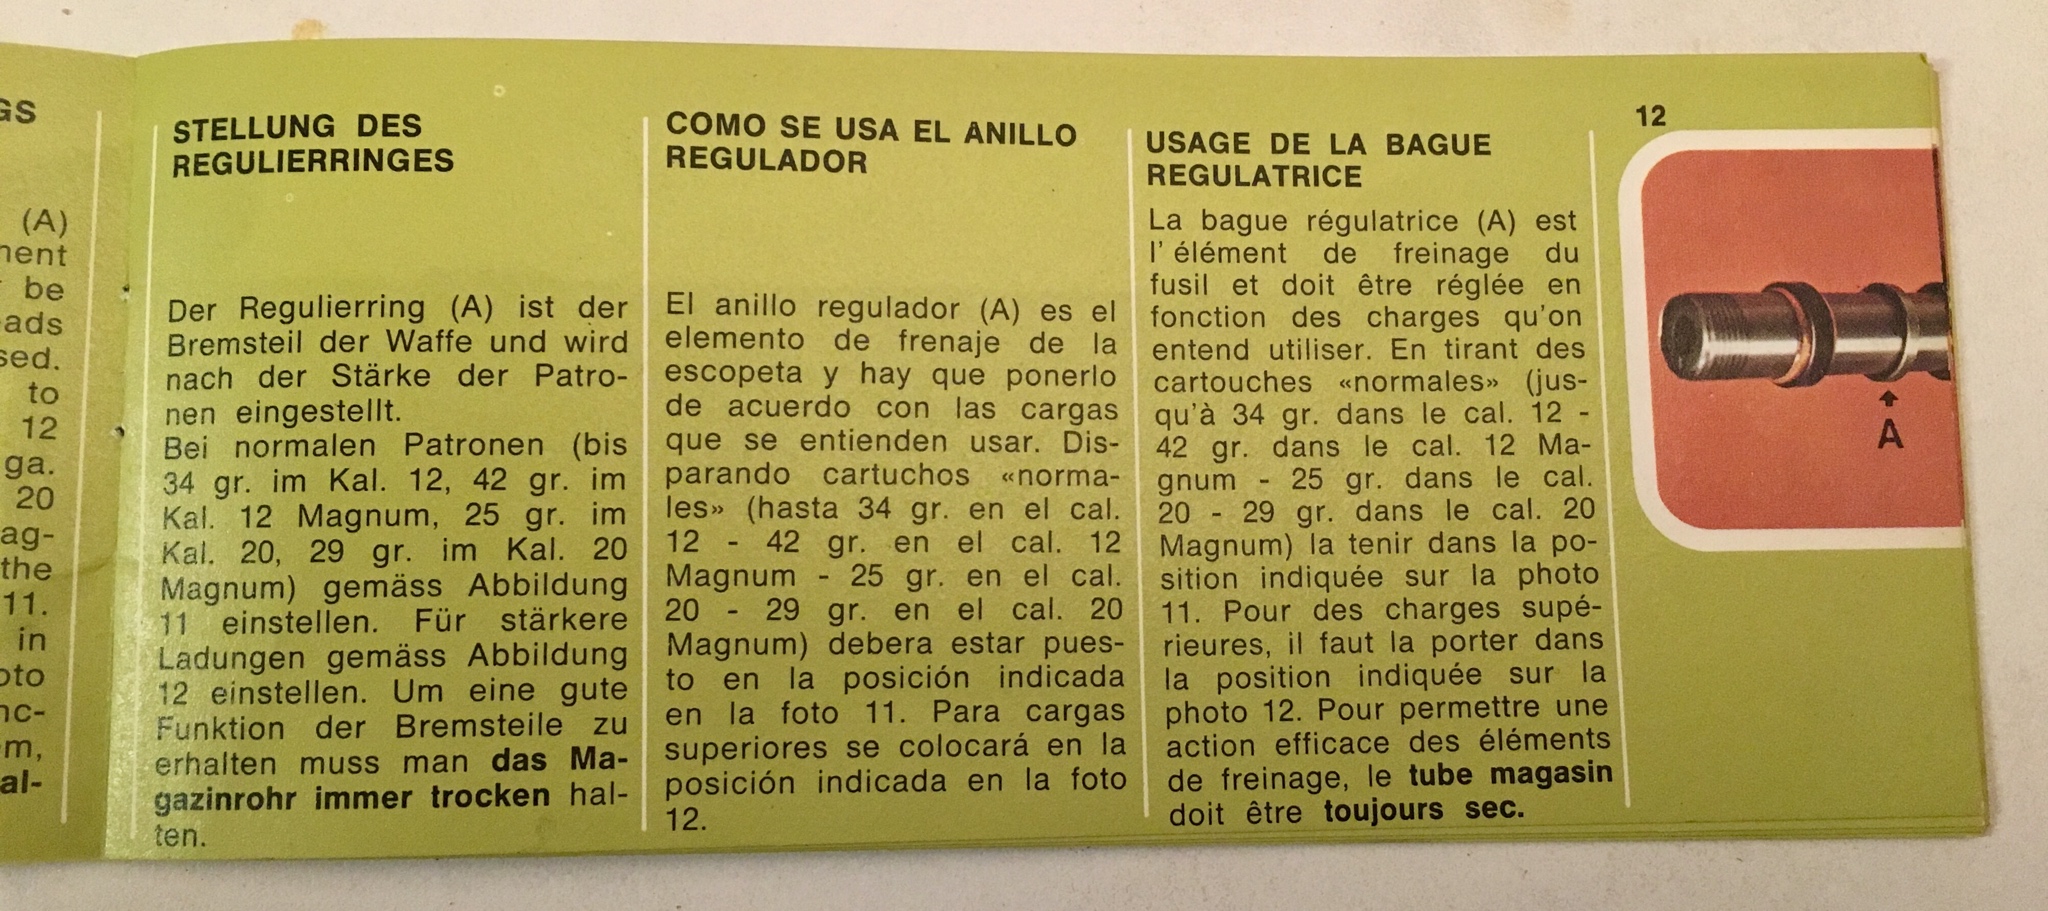 GS
(A)
be
sed.
to
12
ga.
20
ag-
the
11.
in
m,
al-
STELLUNG DES
REGULIERRINGES
Der Regulierring (A) ist der
Bremsteil der Waffe und wird
nach der Stärke der Patro-
nen eingestellt.
Bei normalen Patronen (bis
34 gr. im Kal. 12, 42 gr. im
Kal. 12 Magnum, 25 gr. im
Kal. 20, 29 gr. im Kal. 20
Magnum) gemäss Abbildung
11 einstellen. Für stärkere
Ladungen gemäss Abbildung
12 einstellen. Um eine gute
Funktion der Bremsteile zu
erhalten muss man das Ma-
gazinrohr immer trocken hal-
ten.
COMO SE USA EL ANILLO
REGULADOR
El anillo regulador (A) es el
elemento de frenaje de la
escopeta y hay que ponerlo
de acuerdo con las cargas
que se entienden usar. Dis-
parando cartuchos «norma-
les» (hasta 34 gr. en el cal.
12 - 42 gr. en el cal. 12
Magnum - 25 gr. en el cal.
20 - 29 gr. en el cal. 20
Magnum) debera estar pues-
to en la posición indicada
en la foto 11. Para cargas
superiores se colocará en la
posición indicada en la foto
12.
USAGE DE LA BAGUE
REGULATRICE
La bague régulatrice (A) est
l' élément de freinage du
fusil et doit être réglée en
fonction des charges qu'on
entend utiliser. En tirant des
cartouches «normales» (jus-
qu'à 34 gr. dans le cal. 12 -
42 gr. dans le cal. 12 Ma-
gnum - 25 gr. dans le cal.
20 - 29 gr. dans le cal. 20
Magnum) la tenir dans la po-
sition indiquée sur la photo
11. Pour des charges supé-
rieures, il faut la porter dans
la position indiquée sur la
photo 12. Pour permettre une
action efficace des éléments
de freinage, le tube magasin
doit être toujours sec.
12
A